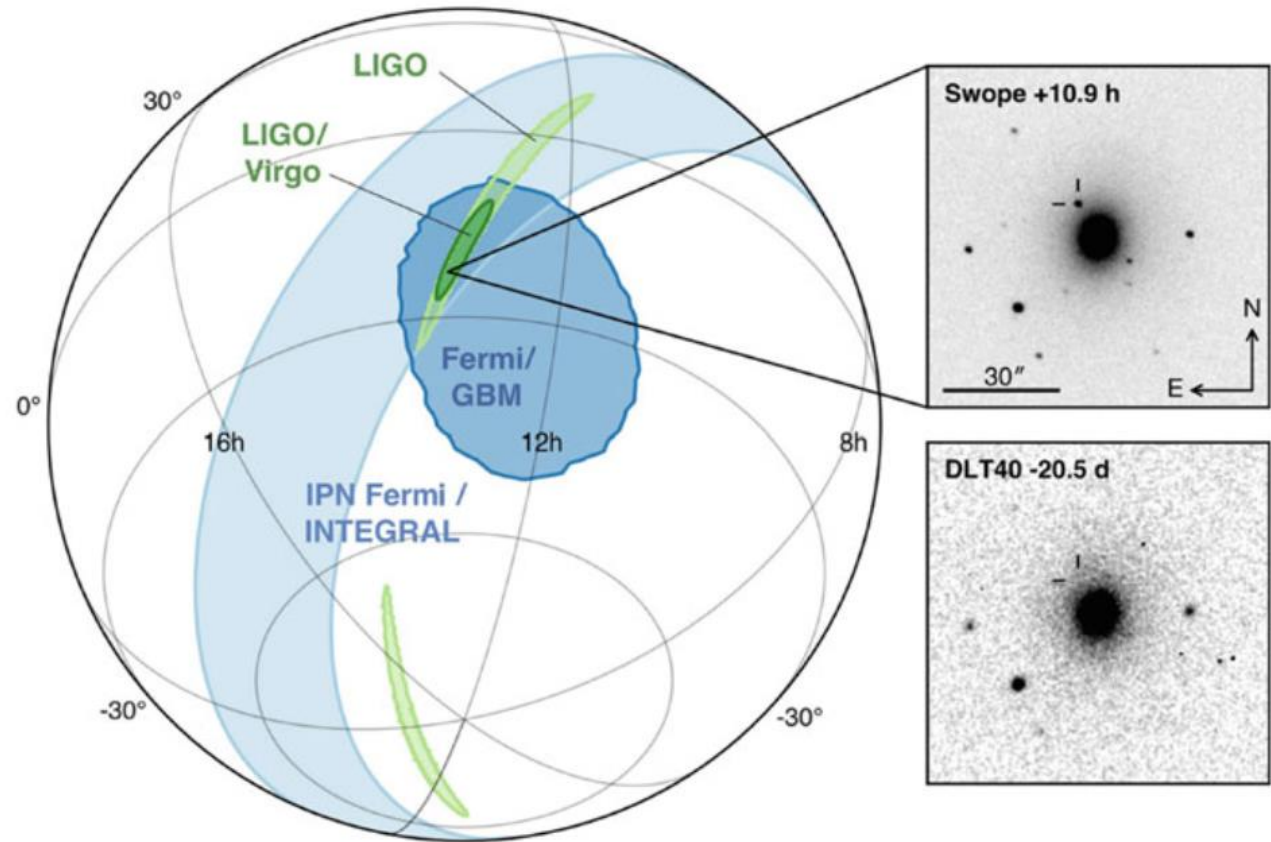 LIGO
30°
LIGO/
Virgo
Fermi/
GBM
0°
16h
12h
8h
IPN Fermi /
INTEGRAL
-30°
-30°
Swope +10.9 h
N
30″
E
DLT40 -20.5 d